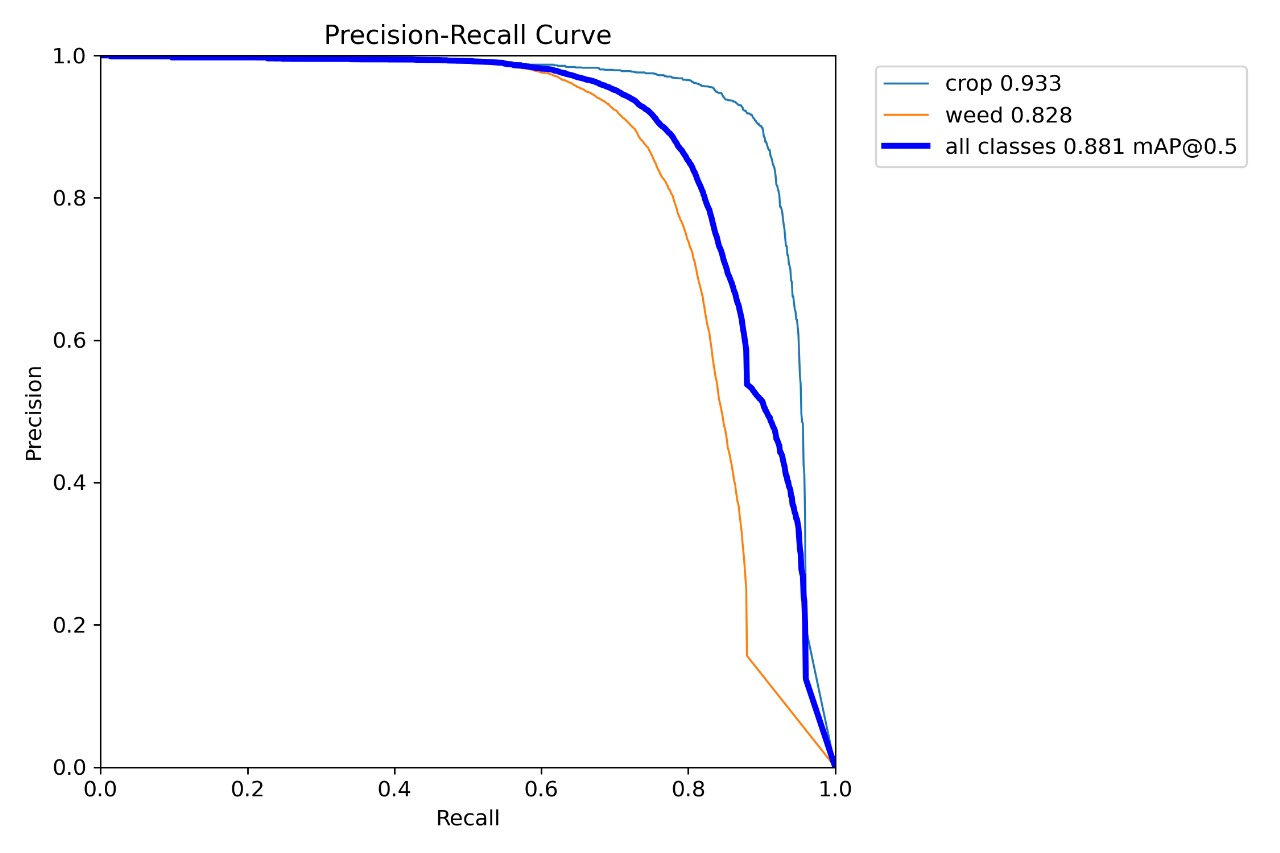 Precision-Recall Curve
crop 0.933
weed 0.828
all classes 0.881 mAP@0.5
1.0
0.8
0.6
0.4
0.2
0.0
Precision
0.0 0.2 0.4 0.6 0.8 1.0
Recall